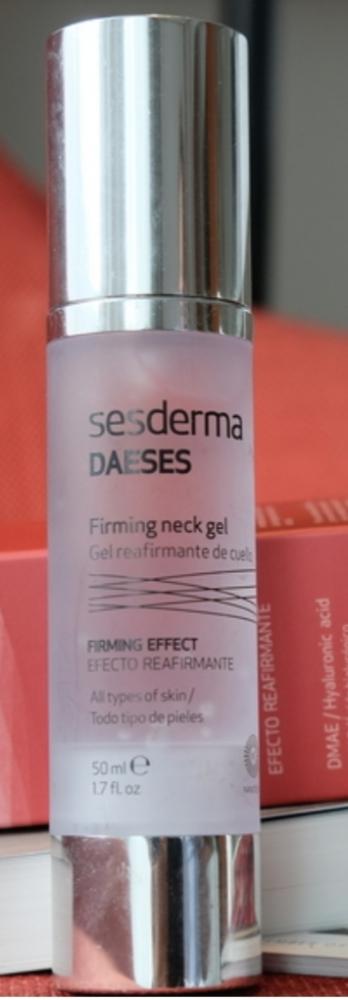 sesderma
DAESES
Firming neck gel
Gel reafirmante de cuello
FIRMING EFFECT
EFECTO REAFIRMANTE
All types of skin /
Todo tipo de pieles
50 ml e
1.7 fl. oz
EFECTO REAFIRMANTE
DMAE / Hyaluronic acid